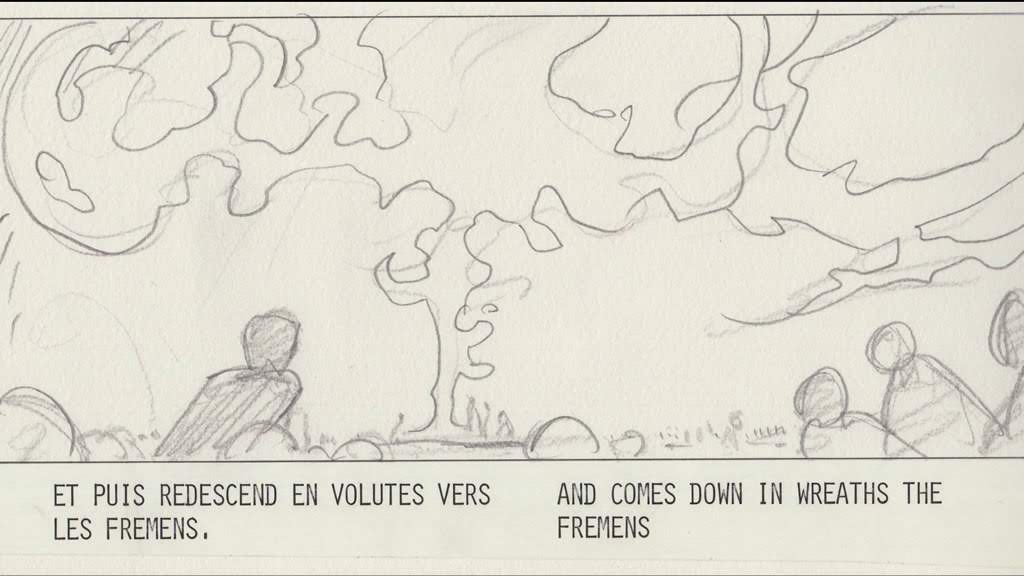 ET PUIS REDESCEND EN VOLUTES VERS
LES FREMENS.
AND COMES DOWN IN WREATHS THE
FREMENS